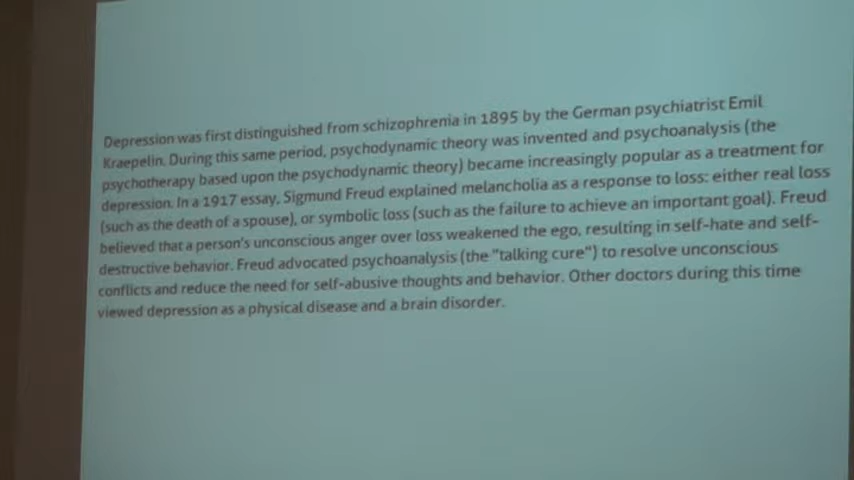 Depression was first distinguished from schizophrenia in 1895 by the German psychiatrist Emil
Kraepelin. During this same period, psychodynamic theory was invented and psychoanalysis (the
psychotherapy based upon the psychodynamic theory) became increasingly popular as a treatment for
depression. In a 1917 essay, Sigmund Freud explained melancholia as a response to loss: either real loss
(such as the death of a spouse), or symbolic loss (such as the failure to achieve an important goal). Freud
believed that a person's unconscious anger over loss weakened the ego, resulting in self-hate and self-
destructive behavior. Freud advocated psychoanalysis (the "talking cure") to resolve unconscious
conflicts and reduce the need for self-abusive thoughts and behavior. Other doctors during this time
viewed depression as a physical disease and a brain disorder.